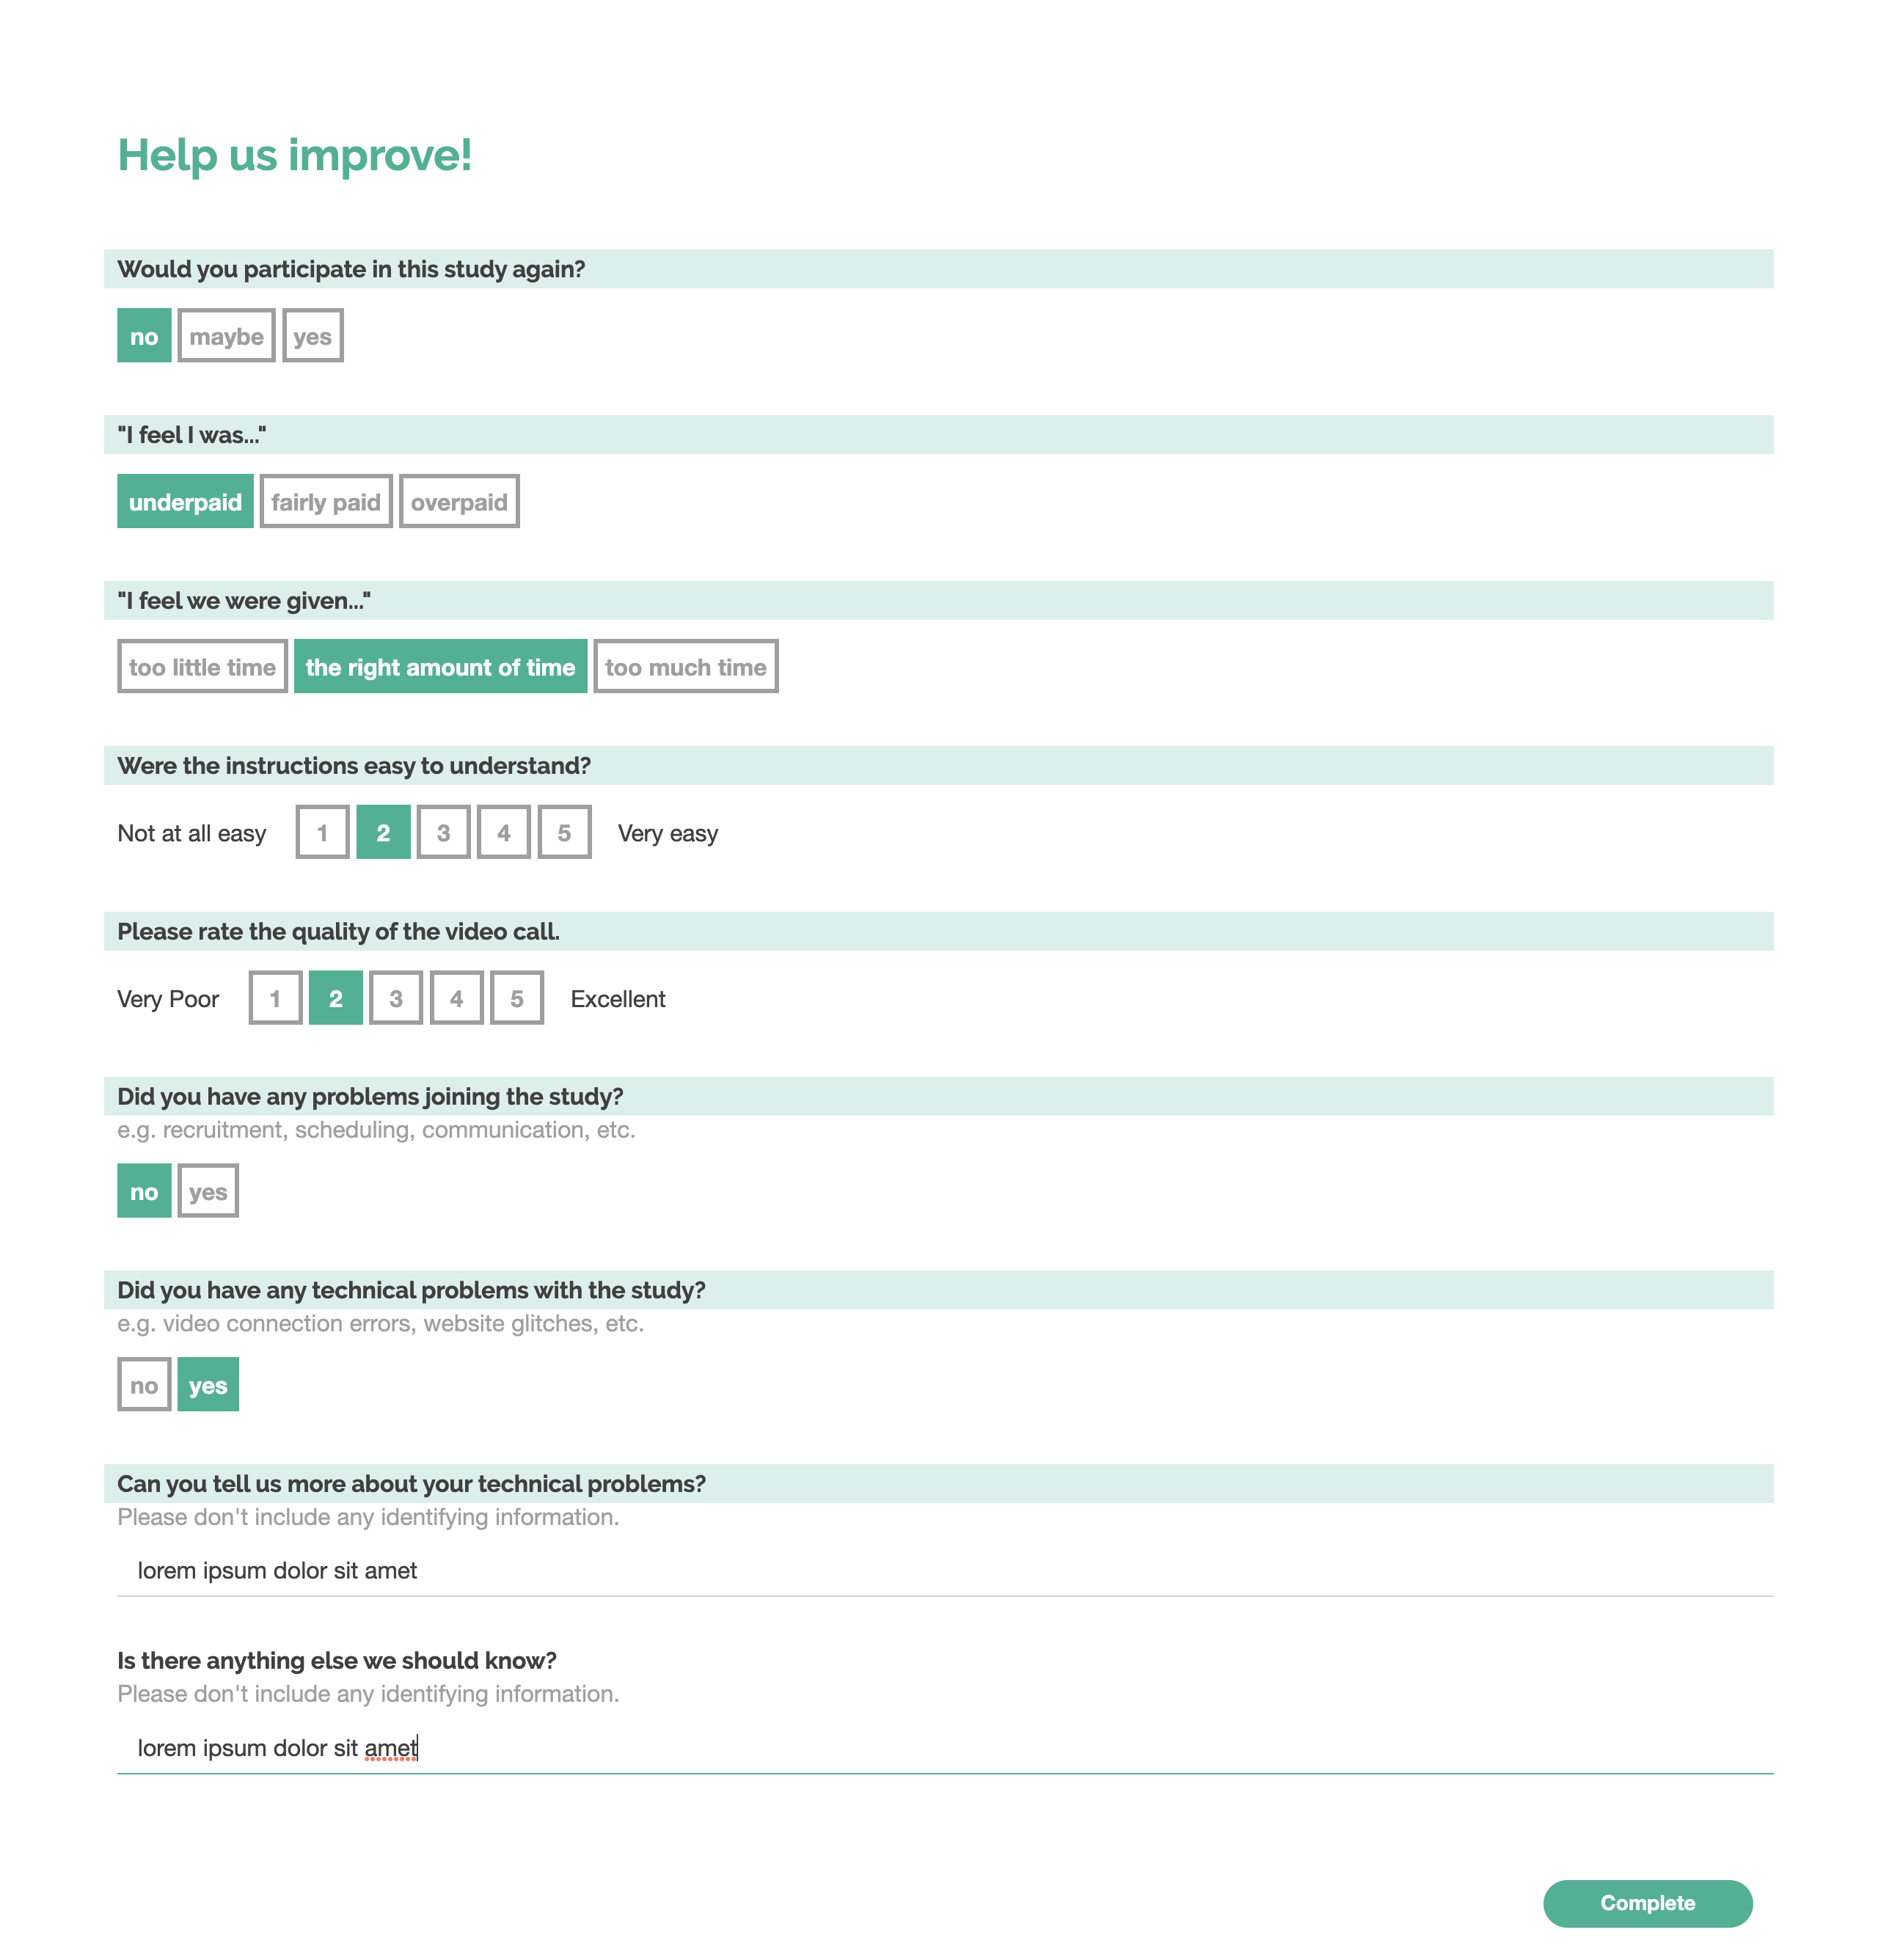 Help us improve!
Would you participate in this study again?
no maybe yes
"I feel I was..."
underpaid fairly paid overpaid
"I feel we were given..."
too little time the right amount of time too much time
Were the instructions easy to understand?
Not at all easy 1 2 3 4 5 Very easy
Please rate the quality of the video call.
Very Poor 1 2 3 4 5 Excellent
Did you have any problems joining the study?
e.g. recruitment, scheduling, communication, etc.
no yes
Did you have any technical problems with the study?
e.g. video connection errors, website glitches, etc.
no yes
Can you tell us more about your technical problems?
Please don't include any identifying information.
lorem ipsum dolor sit amet
Is there anything else we should know?
Please don't include any identifying information.
lorem ipsum dolor sit amet
Complete